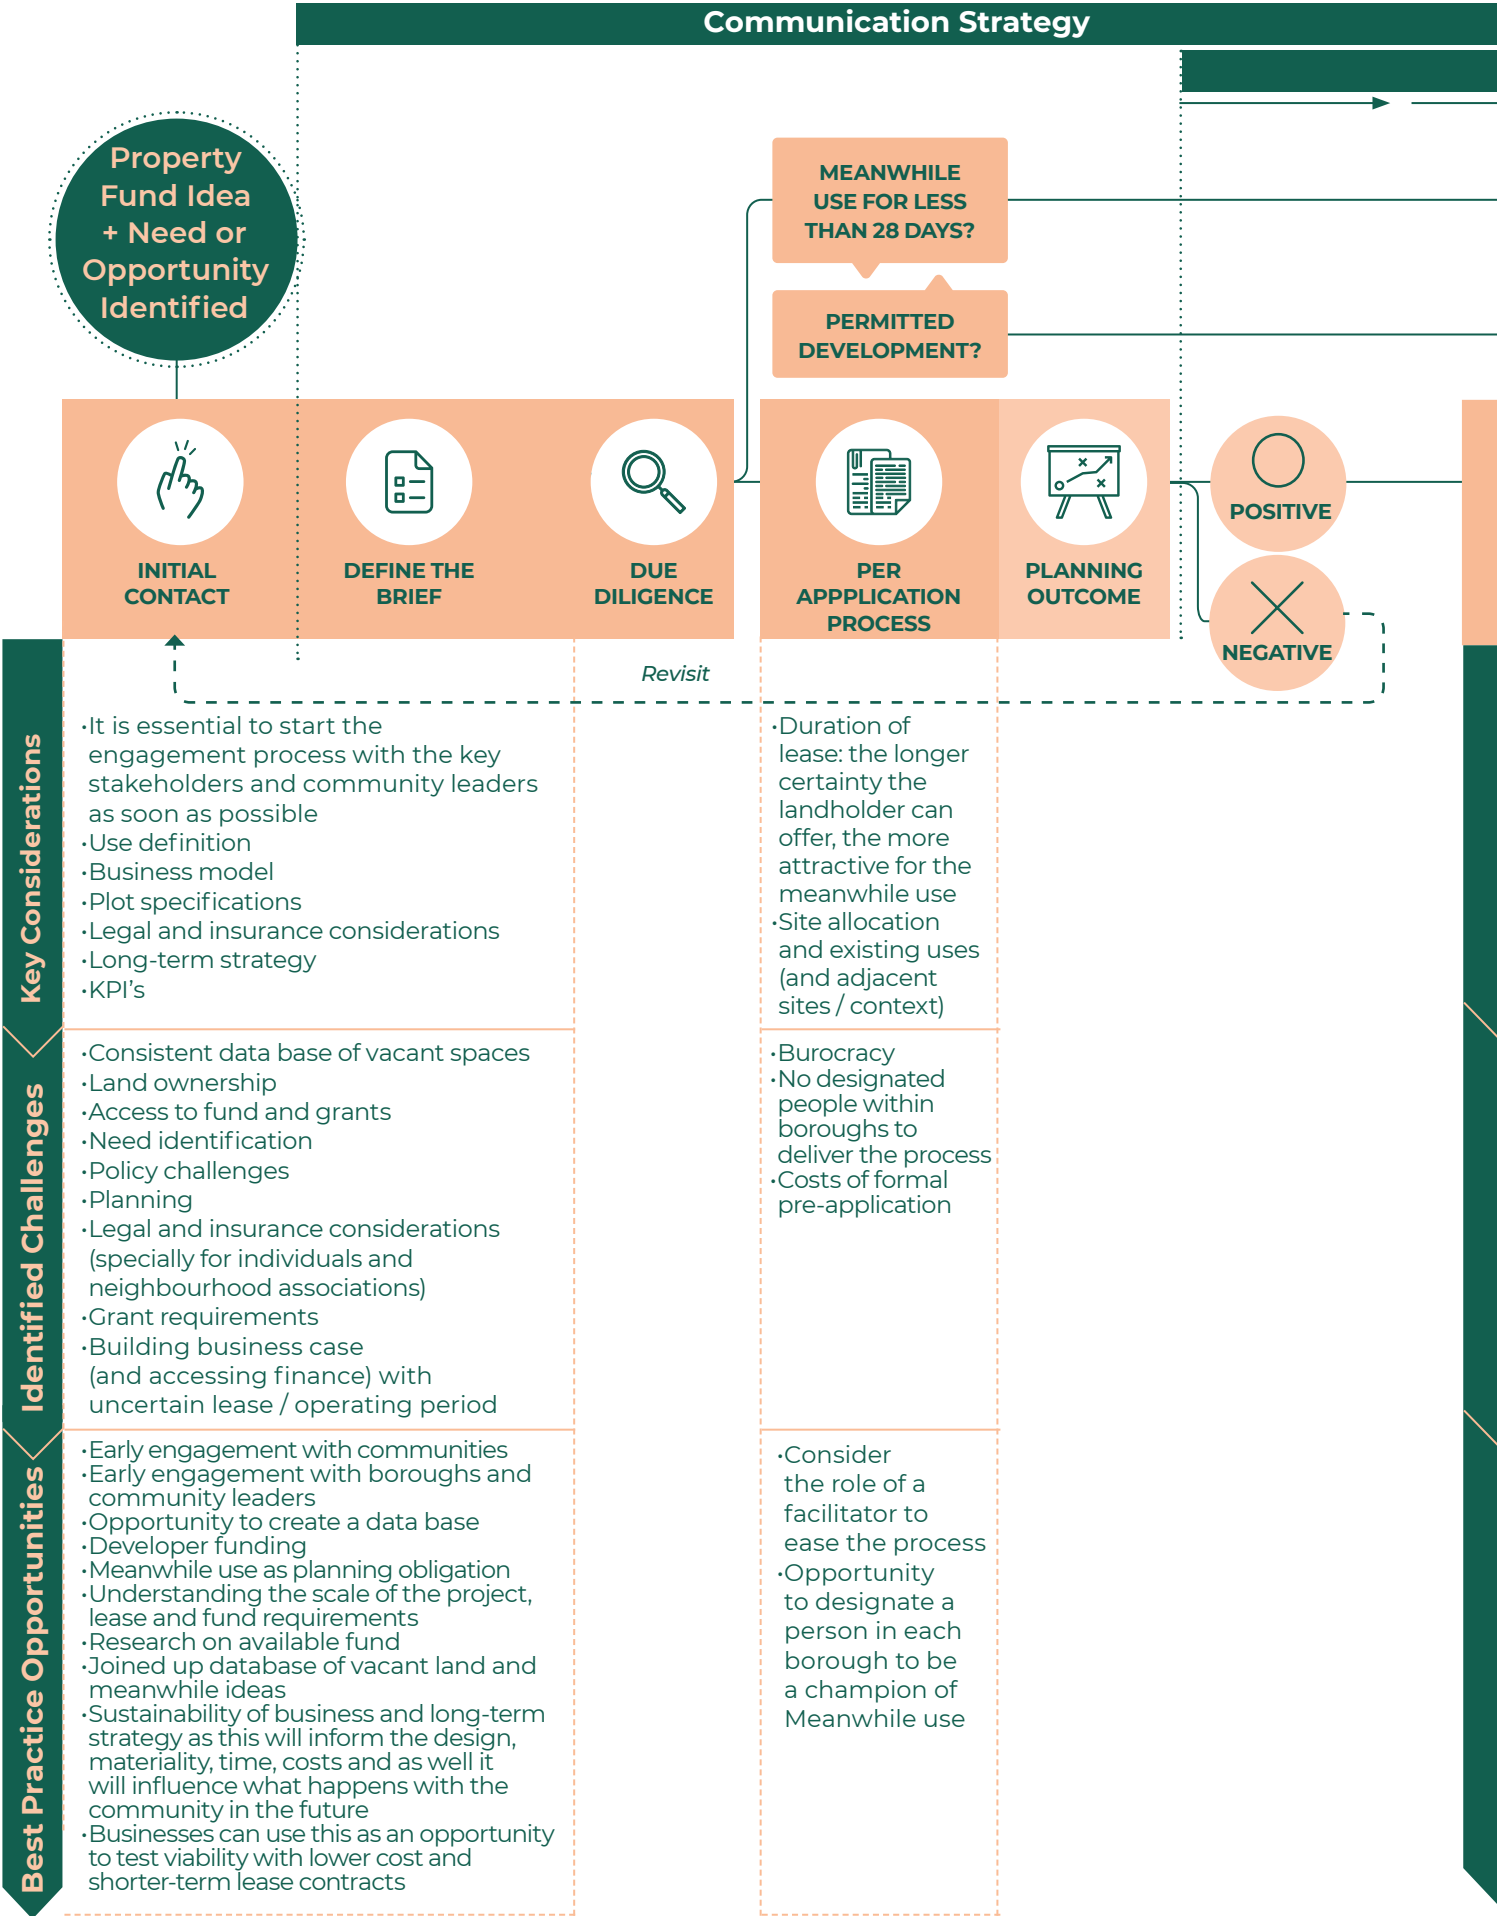 Communication Strategy
Property
Fund Idea
+ Need or
Opportunity
Identified
MEANWHILE
USE FOR LESS
THAN 28 DAYS?
PERMITTED
DEVELOPMENT?
INITIAL
CONTACT
DEFINE THE
BRIEF
DUE
DILIGENCE
PER
APPPLICATION
PROCESS
PLANNING
OUTCOME
POSITIVE
NEGATIVE
Revisit
Key Considerations
·It is essential to start the
engagement process with the key
stakeholders and community leaders
as soon as possible
·Use definition
·Business model
·Plot specifications
·Legal and insurance considerations
·Long-term strategy
·KPI's
·Duration of
lease: the longer
certainty the
landholder can
offer, the more
attractive for the
meanwhile use
·Site allocation
and existing uses
(and adjacent
sites / context)
Identified Challenges
·Consistent data base of vacant spaces
·Land ownership
·Access to fund and grants
·Need identification
·Policy challenges
·Planning
·Legal and insurance considerations
(specially for individuals and
neighbourhood associations)
·Grant requirements
·Building business case
(and accessing finance) with
uncertain lease / operating period
·Burocracy
·No designated
people within
boroughs to
deliver the process
·Costs of formal
pre-application
Best Practice Opportunities
·Early engagement with communities
·Early engagement with boroughs and
community leaders
·Opportunity to create a data base
·Developer funding
·Meanwhile use as planning obligation
·Understanding the scale of the project,
lease and fund requirements
·Research on available fund
·Joined up database of vacant land and
meanwhile ideas
·Sustainability of business and long-term
strategy as this will inform the design,
materiality, time, costs and as well it
will influence what happens with the
community in the future
·Businesses can use this as an opportunity
to test viability with lower cost and
shorter-term lease contracts
·Consider
the role of a
facilitator to
ease the process
·Opportunity
to designate a
person in each
borough to be
a champion of
Meanwhile use